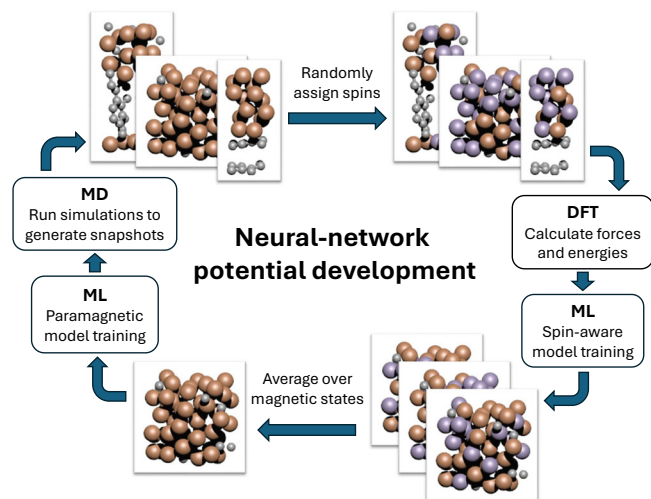 Randomly
assign spins
MD
Run simulations to
generate snapshots
DFT
Calculate forces
and energies
Neural-network
potential development
ML
Paramagnetic
model training
ML
Spin-aware
model training
Average over
magnetic states